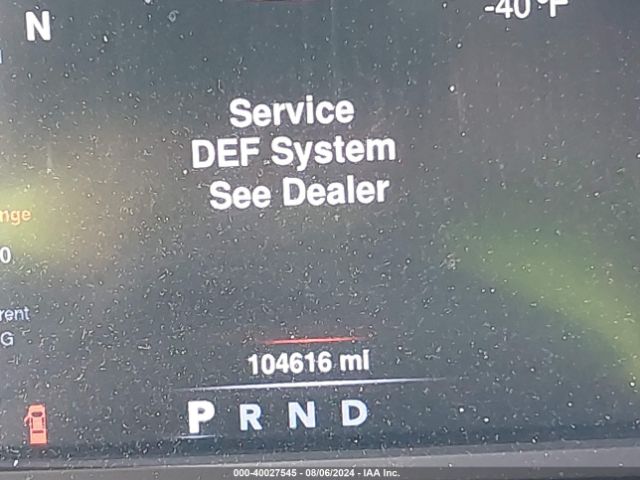 N
-40 °F
Service
DEF System
See Dealer
nge
0
rent
G
104616 mi
P R N D
000-40027545 - 08/06/2024 - IAA Inc.